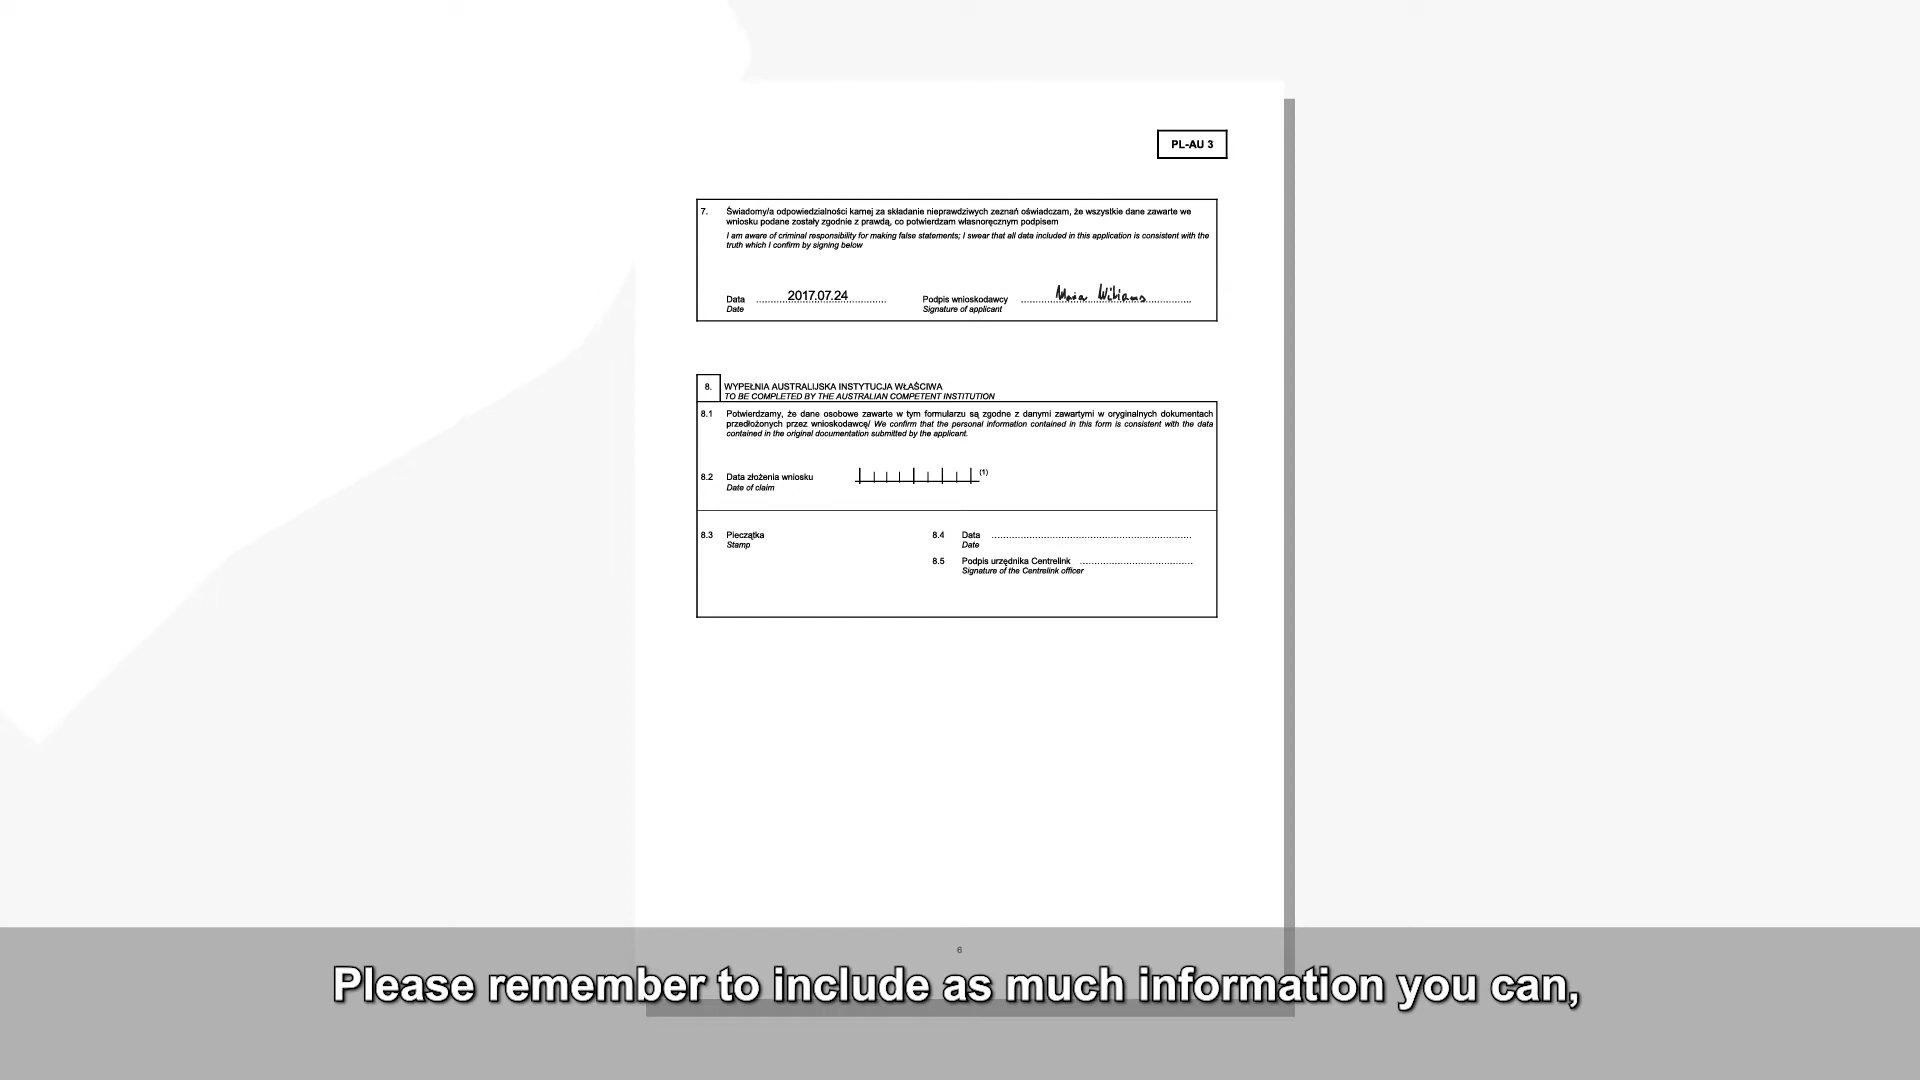 PL-AU 3
7. Świadomy/a odpowiedzialności karnej za składanie nieprawdziwych zeznań oświadczam, że wszystkie dane zawarte we
wniosku podane zostały zgodnie z prawdą, co potwierdzam własnoręcznym podpisem
I am aware of criminal responsibility for making false statements; I swear that all data included in this application is consistent with the
truth which I confirm by signing below
Data 2017.07.24 Podpis wnioskodawcy Maria Williams
Date Signature of applicant
8. WYPEŁNIA AUSTRALIJSKA INSTYTUCJA WŁAŚCIWA
TO BE COMPLETED BY THE AUSTRALIAN COMPETENT INSTITUTION
8.1 Potwierdzamy, że dane osobowe zawarte w tym formularzu są zgodne z danymi zawartymi w oryginalnych dokumentach
przedłożonych przez wnioskodawcę/ We confirm that the personal information contained in this form is consistent with the data
contained in the original documentation submitted by the applicant.
8.2 Data złożenia wniosku (1)
Date of claim
8.3 Pieczątka 8.4 Data
Stamp Date
8.5 Podpis urzędnika Centrelink
Signature of the Centrelink officer
6
Please remember to include as much information you can,